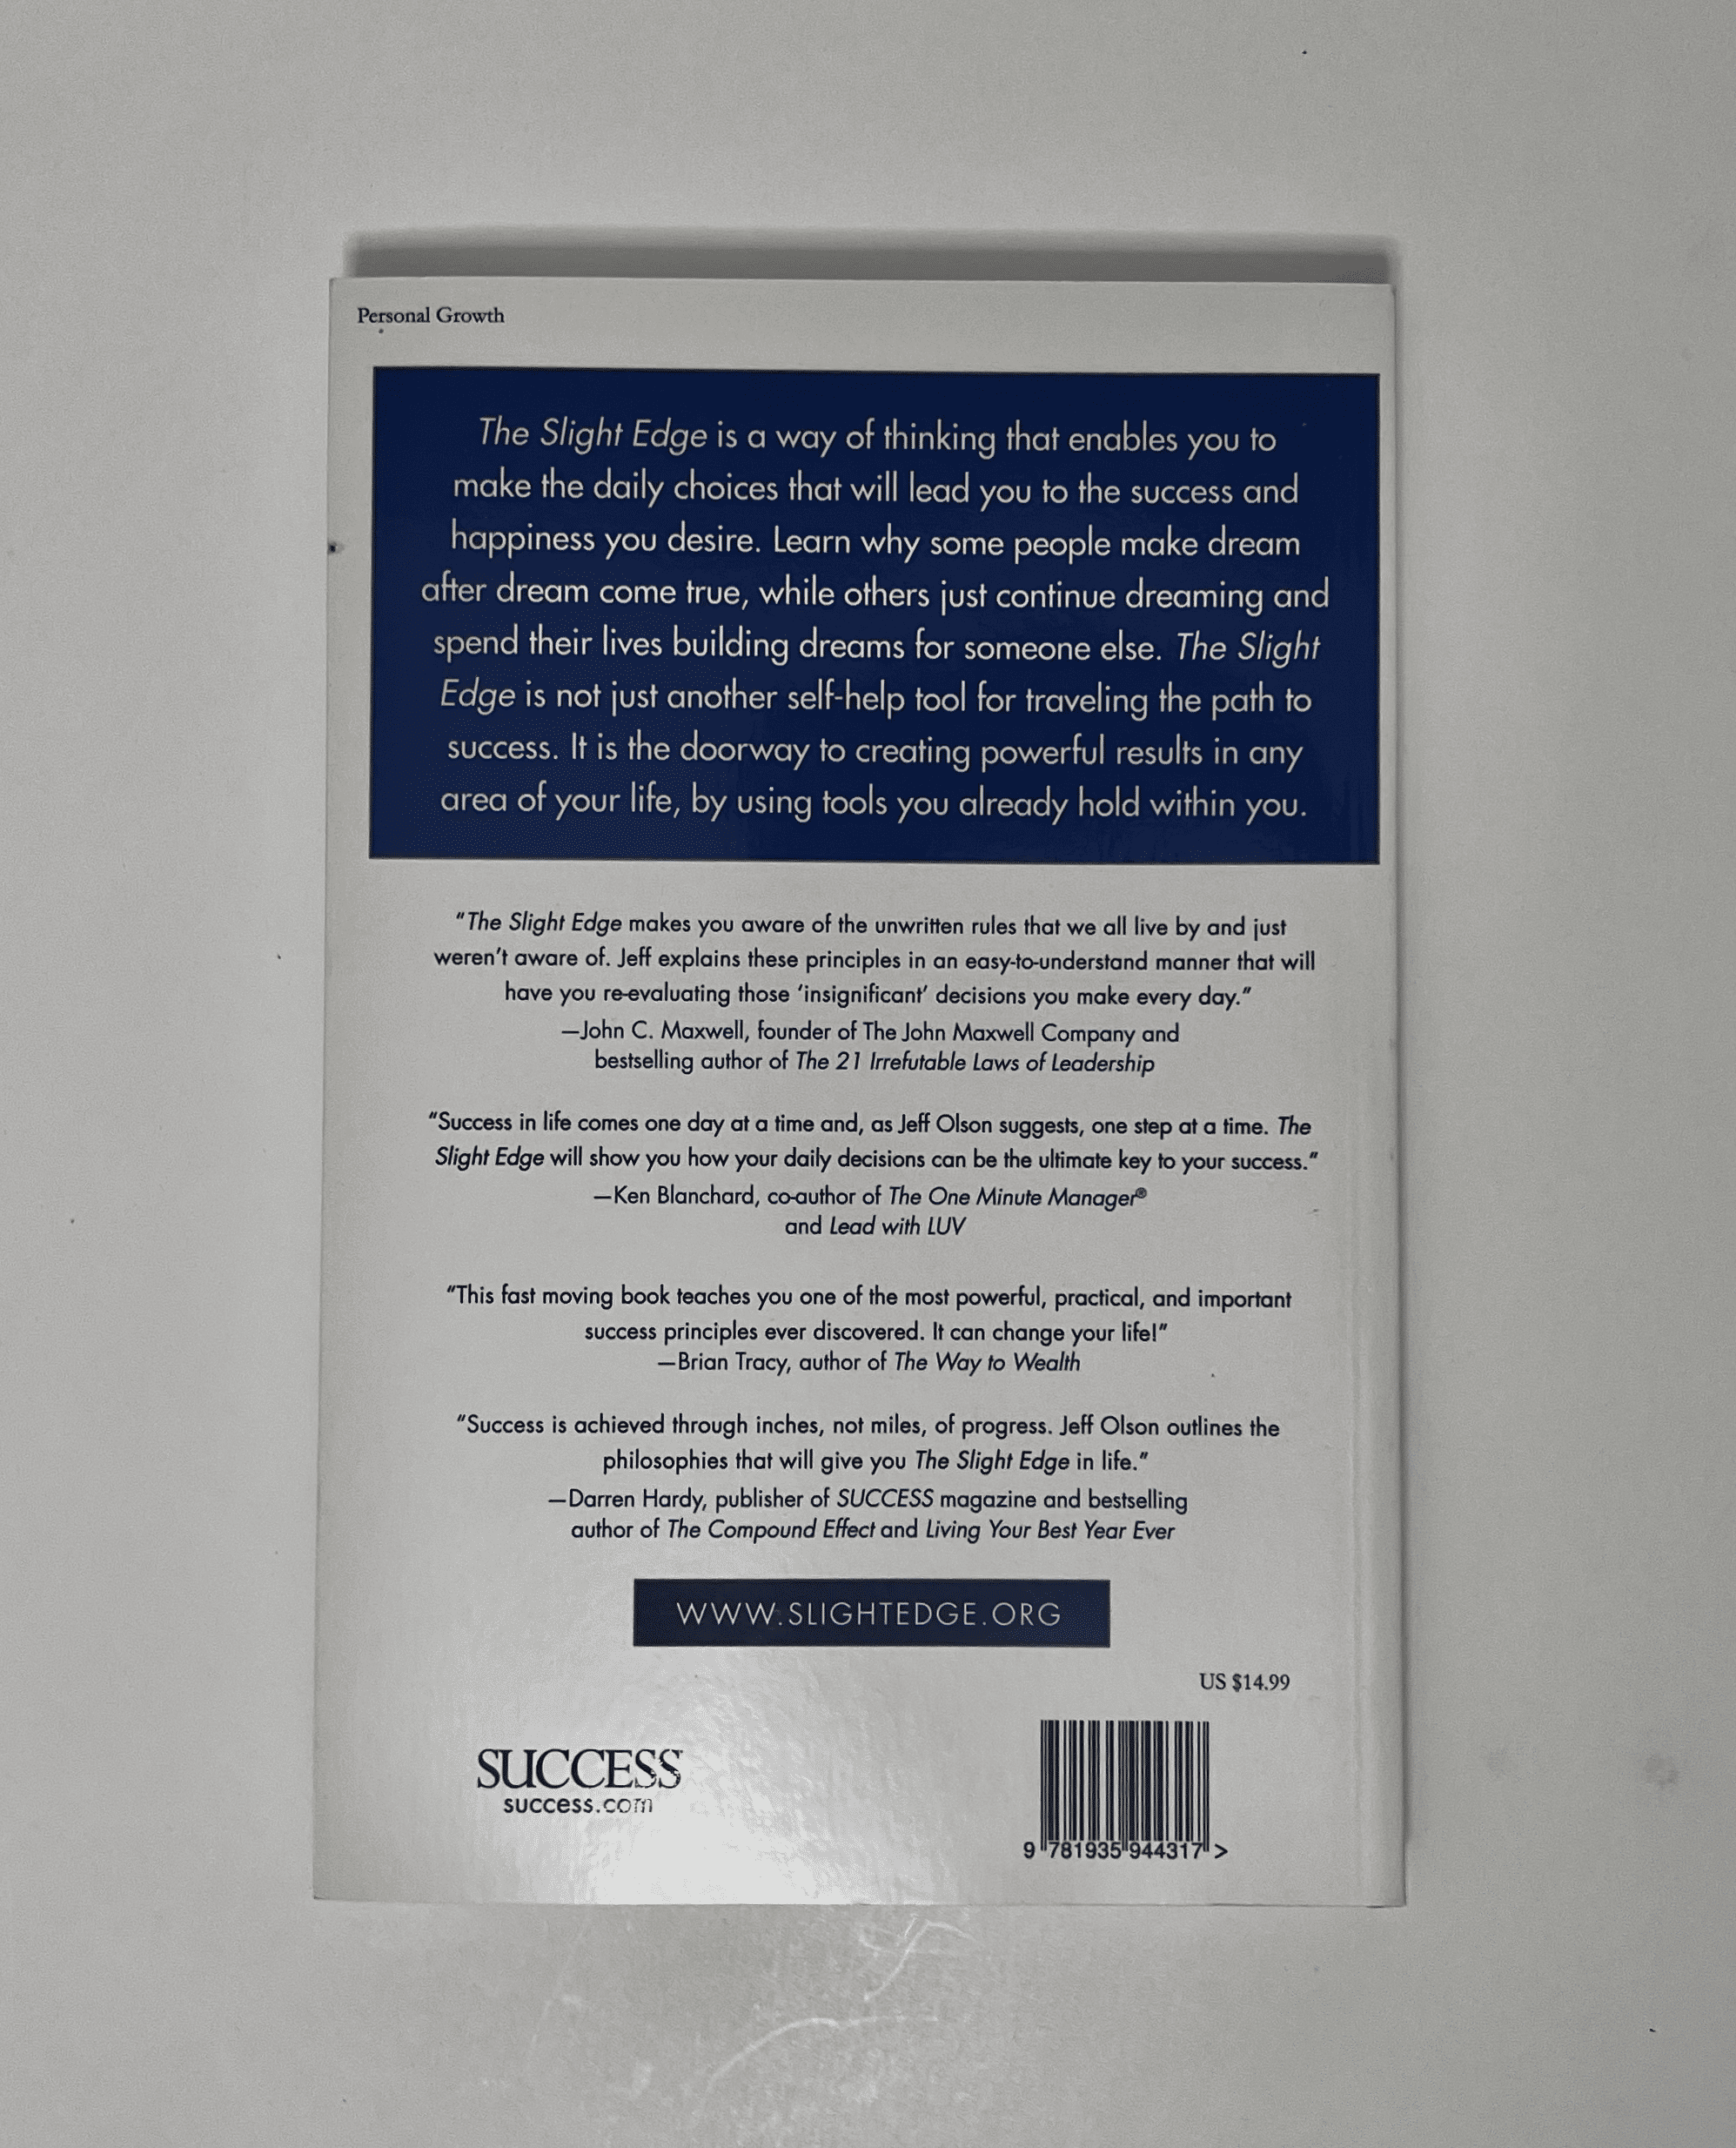 Personal Growth
The Slight Edge is a way of thinking that enables you to
make the daily choices that will lead you to the success and
happiness you desire. Learn why some people make dream
after dream come true, while others just continue dreaming and
spend their lives building dreams for someone else. The Slight
Edge is not just another self-help tool for traveling the path to
success. It is the doorway to creating powerful results in any
area of your life, by using tools you already hold within you.
“The Slight Edge makes you aware of the unwritten rules that we all live by and just
weren’t aware of. Jeff explains these principles in an easy-to-understand manner that will
have you re-evaluating those ‘insignificant’ decisions you make every day.”
—John C. Maxwell, founder of The John Maxwell Company and
bestselling author of The 21 Irrefutable Laws of Leadership
“Success in life comes one day at a time and, as Jeff Olson suggests, one step at a time. The
Slight Edge will show you how your daily decisions can be the ultimate key to your success.”
—Ken Blanchard, co-author of The One Minute Manager®
and Lead with LUV
“This fast moving book teaches you one of the most powerful, practical, and important
success principles ever discovered. It can change your life!”
—Brian Tracy, author of The Way to Wealth
“Success is achieved through inches, not miles, of progress. Jeff Olson outlines the
philosophies that will give you The Slight Edge in life.”
—Darren Hardy, publisher of SUCCESS magazine and bestselling
author of The Compound Effect and Living Your Best Year Ever
WWW.SLIGHTEDGE.ORG
US $14.99
SUCCESS
success.com
9 781935 944317 >